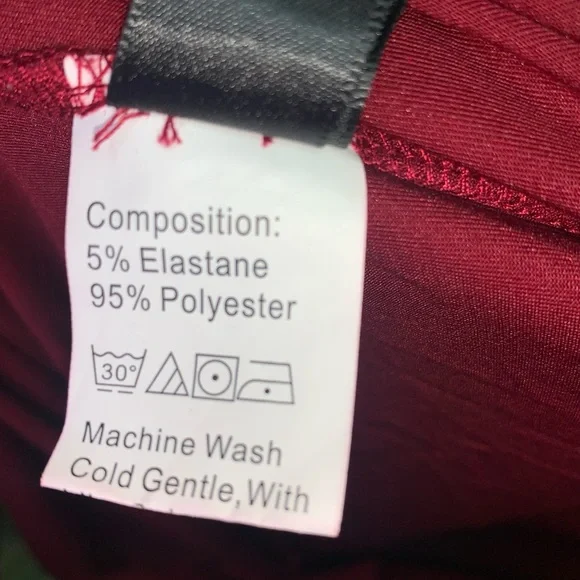 Composition:
5% Elastane
95% Polyester
30°
Machine Wash
Cold Gentle, With